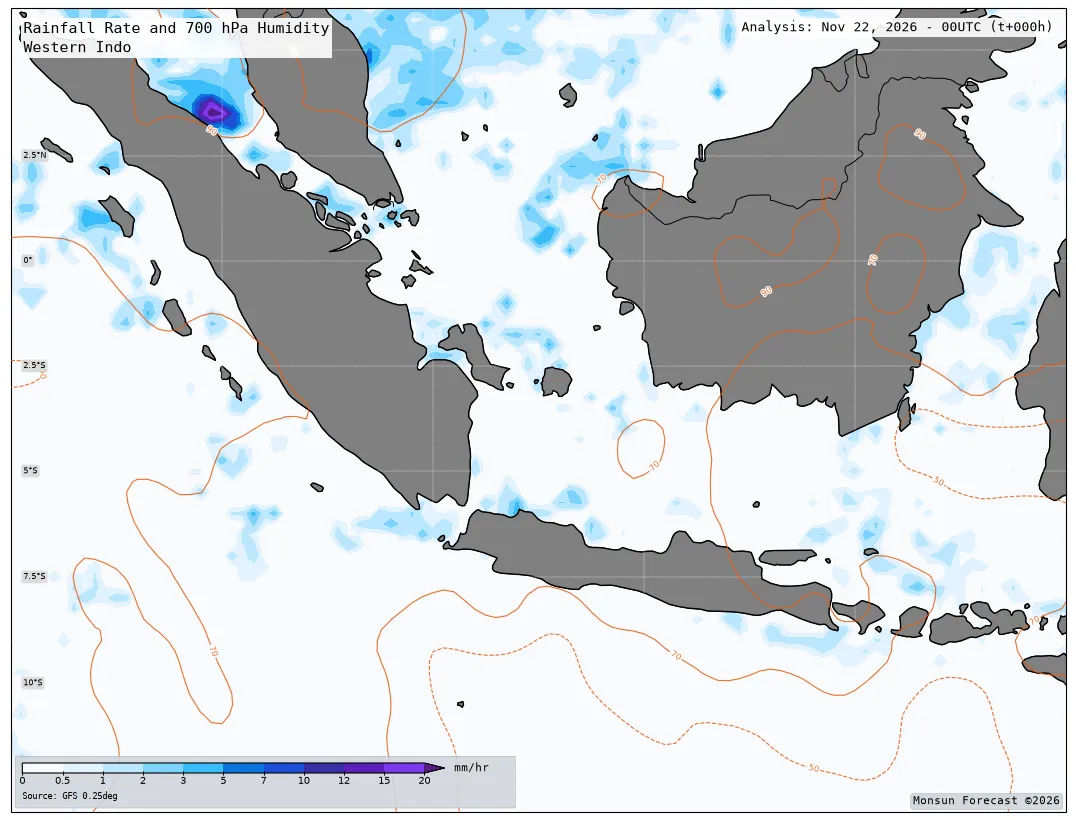 Rainfall Rate and 700 hPa Humidity
Western Indo
Analysis: Nov 22, 2026 - 00UTC (t+000h)
90
90
2.5°N
70
0°
70
90
2.5°S
70
5°S
50
7.5°S
70
70
70
10°S
50
mm/hr
0 0.5 1 2 3 5 7 10 12 15 20
Source: GFS 0.25deg
Monsun Forecast ©2026